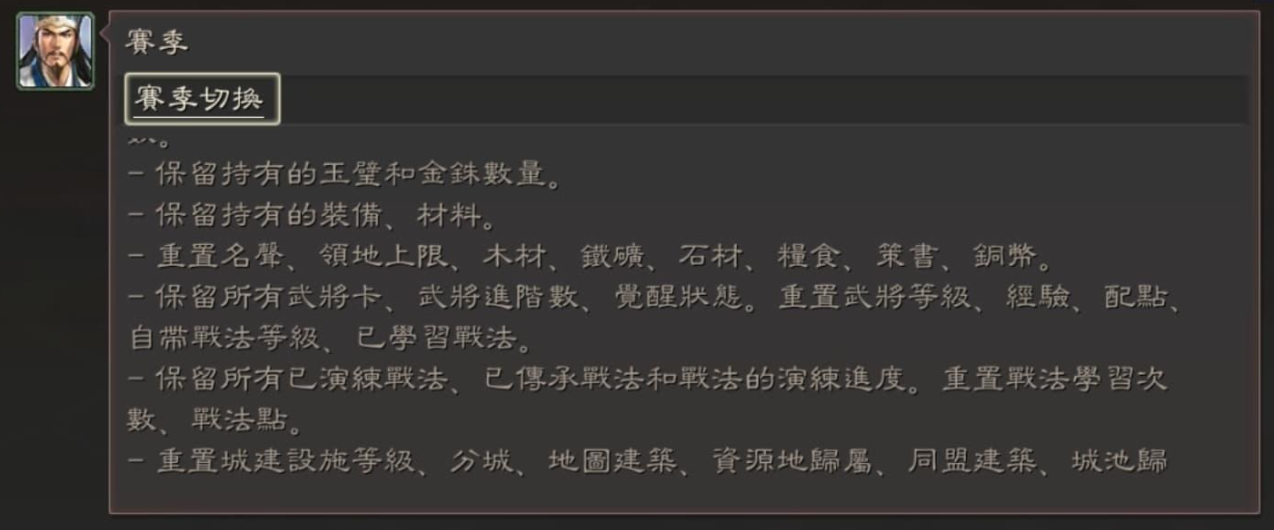 賽季
賽季切換
- 保留持有的玉璧和金銖數量。
- 保留持有的裝備、材料。
- 重置名聲、領地上限、木材、鐵礦、石材、糧食、策書、銅幣。
- 保留所有武將卡、武將進階數、覺醒狀態。重置武將等級、經驗、配點、
自帶戰法等級、已學習戰法。
- 保留所有已演練戰法、已傳承戰法和戰法的演練進度。重置戰法學習次
數、戰法點。
- 重置城建設施等級、分城、地圖建築、資源地歸屬、同盟建築、城池歸